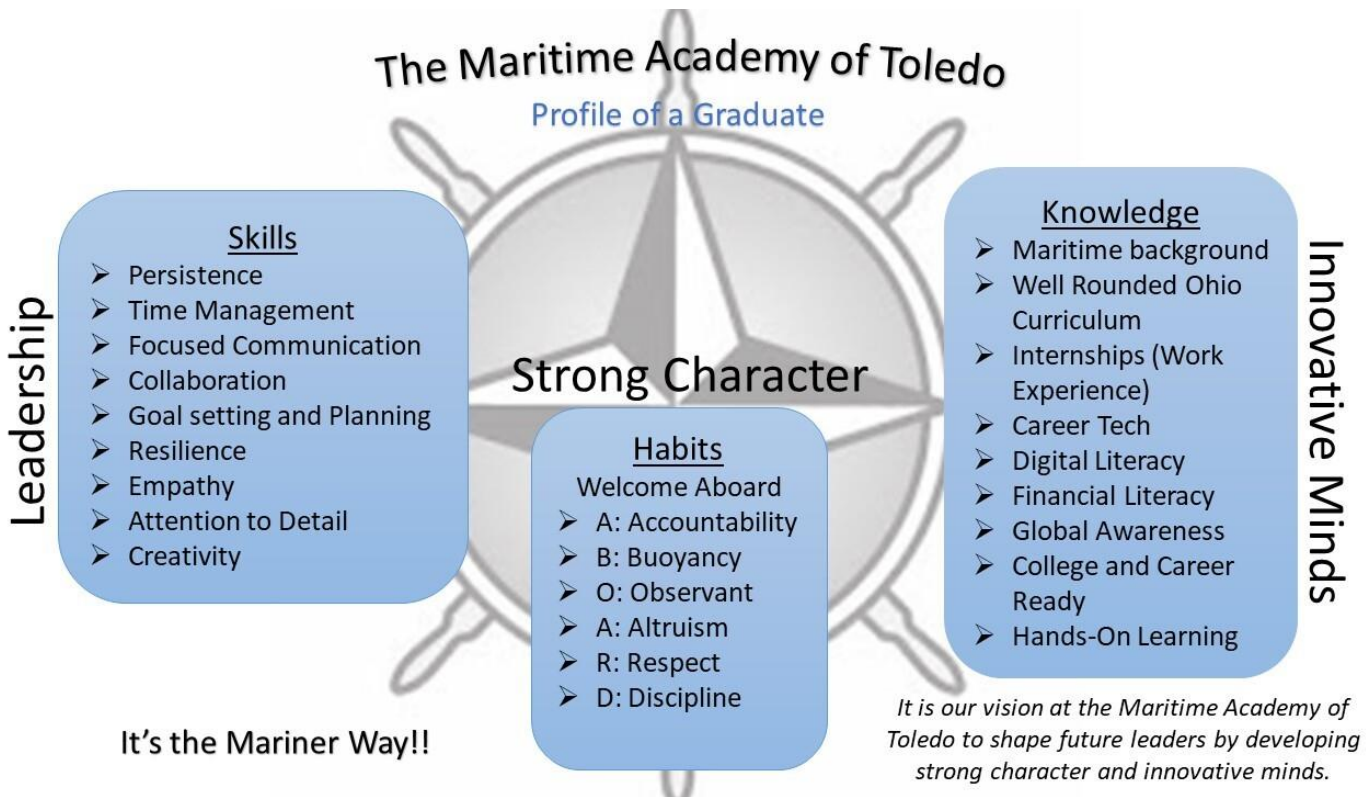 The Maritime Academy of Toledo
Profile of a Graduate
Leadership
Skills
➢ Persistence
➢ Time Management
➢ Focused Communication
➢ Collaboration
➢ Goal setting and Planning
➢ Resilience
➢ Empathy
➢ Attention to Detail
➢ Creativity
Strong Character
Habits
Welcome Aboard
➢ A: Accountability
➢ B: Buoyancy
➢ O: Observant
➢ A: Altruism
➢ R: Respect
➢ D: Discipline
Knowledge
➢ Maritime background
➢ Well Rounded Ohio
Curriculum
➢ Internships (Work
Experience)
➢ Career Tech
➢ Digital Literacy
➢ Financial Literacy
➢ Global Awareness
➢ College and Career
Ready
➢ Hands-On Learning
Innovative Minds
It's the Mariner Way!!
It is our vision at the Maritime Academy of
Toledo to shape future leaders by developing
strong character and innovative minds.